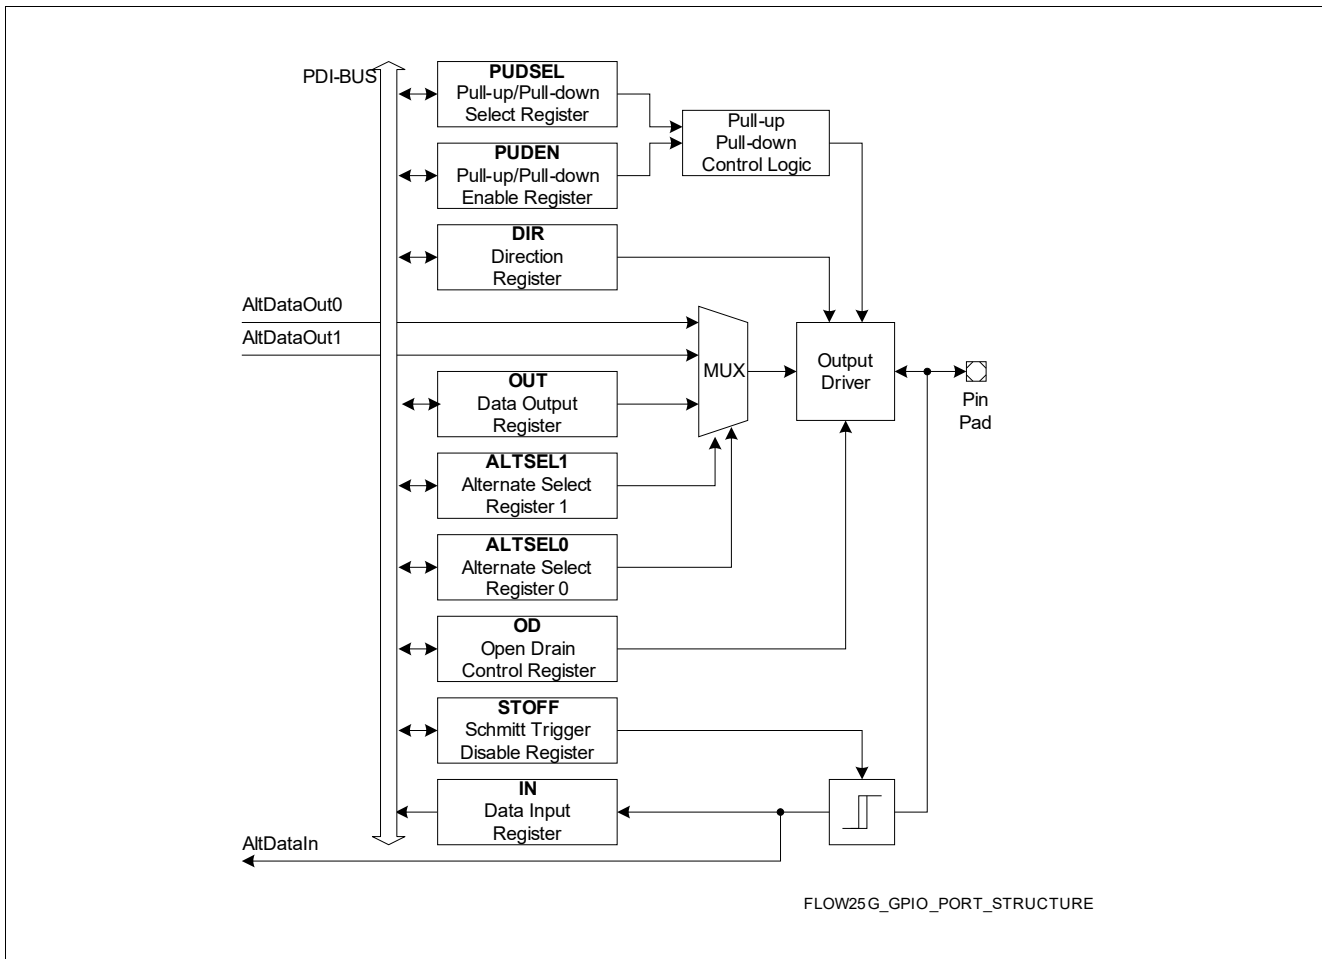 PDI-BUS
PUDSEL
Pull-up/Pull-down
Select Register
Pull-up
Pull-down
Control Logic
PUDEN
Pull-up/Pull-down
Enable Register
DIR
Direction
Register
AltDataOut0
AltDataOut1
MUX
Output
Driver
Pin
Pad
OUT
Data Output
Register
ALTSEL1
Alternate Select
Register 1
ALTSEL0
Alternate Select
Register 0
OD
Open Drain
Control Register
STOFF
Schmitt Trigger
Disable Register
IN
Data Input
Register
AltDataIn
FLOW25G_GPIO_PORT_STRUCTURE